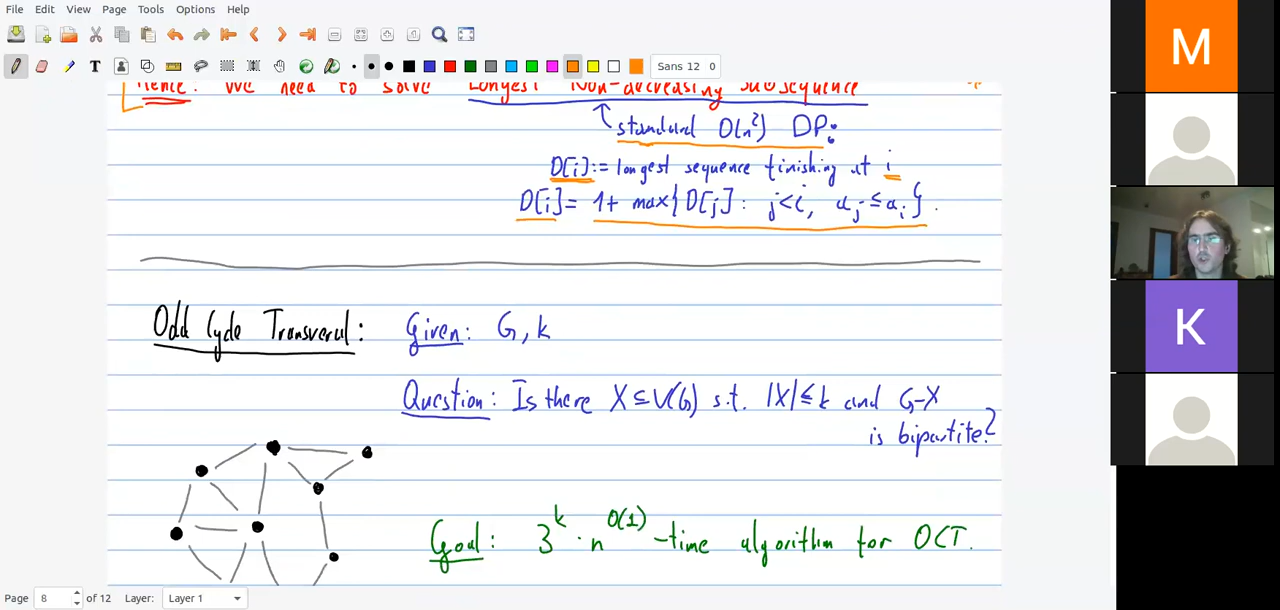 File Edit View Page Tools Options Help
Sans 12 0
Hence: We need to solve Longest Non-decreasing subsequence
standard O(n²) DP:
D[i]:= longest sequence finishing at i
D[i] = 1+ max{D[j]: j<i, a_j ≤ a_i}.
Odd Cycle Transversal: Given: G, k
Question: Is there X ⊆ V(G) s.t. |X| ≤ k and G-X
is bipartite?
Goal: 3^k · n^O(1) -time algorithm for OCT.
Page 8 of 12 Layer: Layer 1
M
K